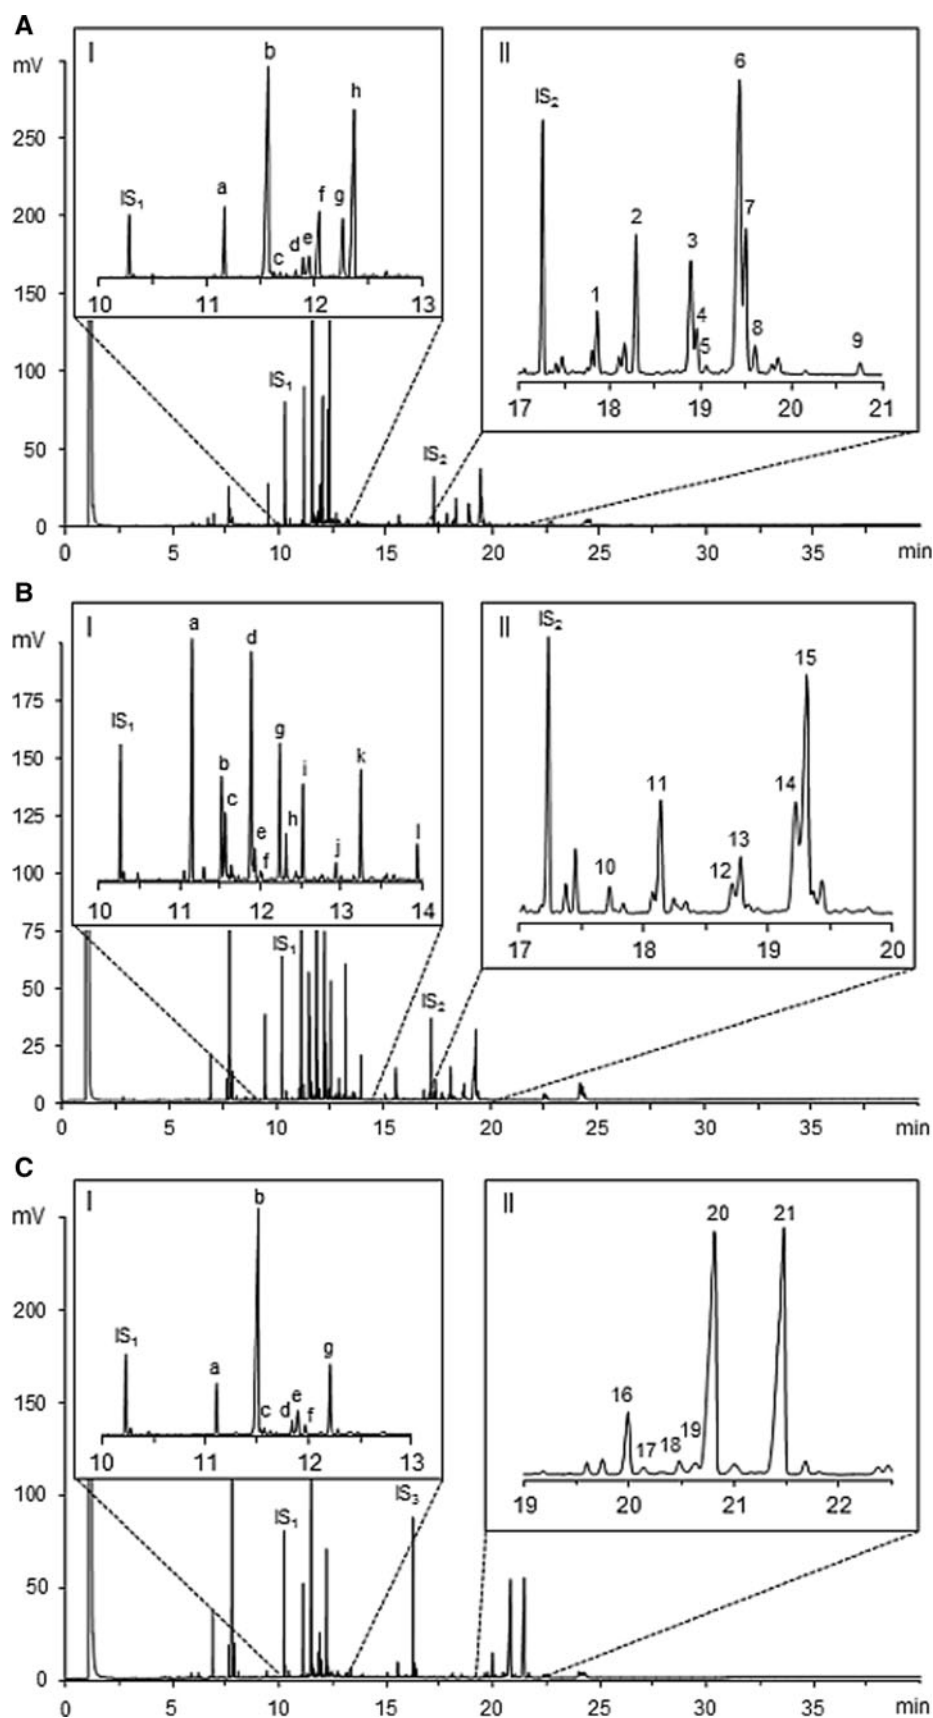 A
mV
250
200
150
100
50
0
0 5 10 15 20 25 30 35 min
IS₁
IS₂
I
IS₁ a b c d e f g h
10 11 12 13
II
IS₂ 1 2 3 4 5 6 7 8 9
17 18 19 20 21
B
mV
175
150
125
100
75
50
25
0
0 5 10 15 20 25 30 35 min
IS₁
IS₂
I
IS₁ a b c d e f g h i j k l
10 11 12 13 14
II
IS₂ 10 11 12 13 14 15
17 18 19 20
C
mV
200
150
100
50
0
0 5 10 15 20 25 30 35 min
IS₁
IS₃
I
IS₁ a b c d e f g
10 11 12 13
II
16 17 18 19 20 21
19 20 21 22